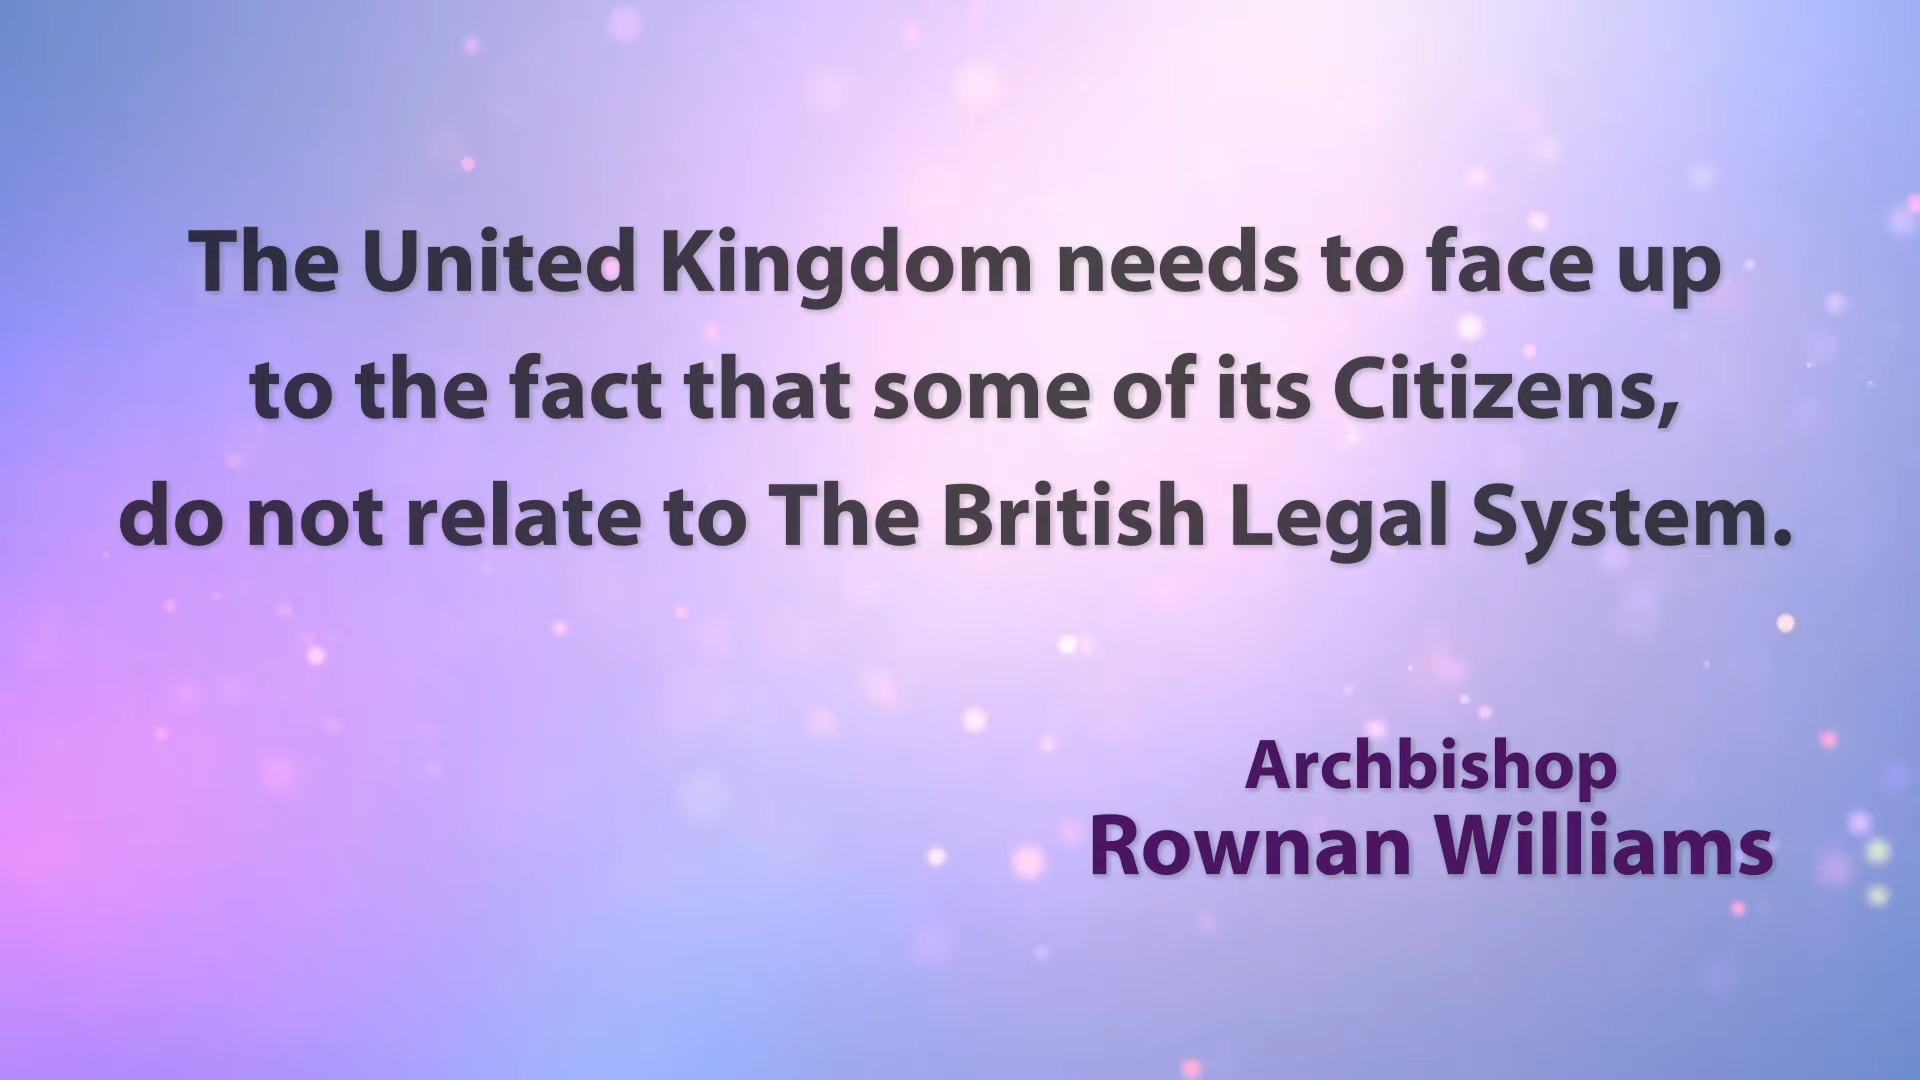 The United Kingdom needs to face up
to the fact that some of its Citizens,
do not relate to The British Legal System.
Archbishop
Rownan Williams